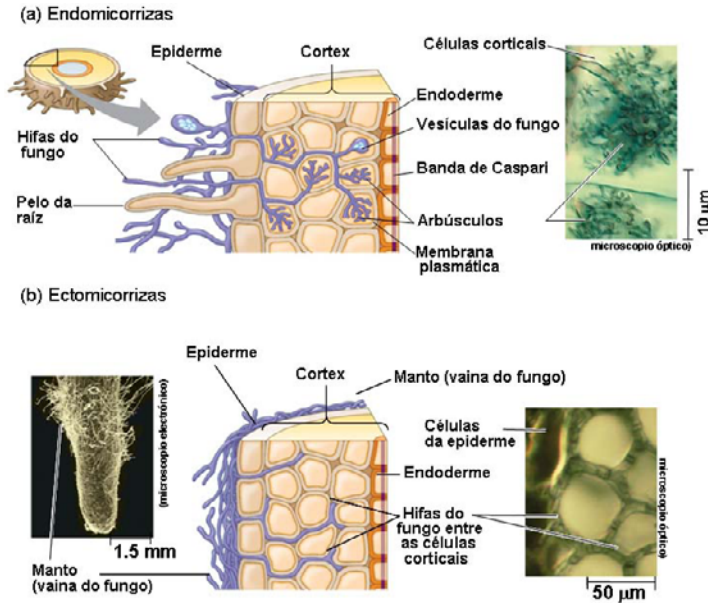 (a) Endomicorrizas
Epiderme
Cortex
Células corticais
Endoderme
Vesículas do fungo
Hifas do
fungo
Banda de Caspari
Pelo da
raíz
Arbúsculos
Membrana
plasmática
10 μm
microscopio óptico)
(b) Ectomicorrizas
Epiderme
Cortex
Manto (vaina do fungo)
(microscopio electrónico)
Células
da epiderme
Endoderme
Hifas do
fungo entre
as células
corticais
microscopio óptico)
1.5 mm
Manto
(vaina do fungo)
50 μm